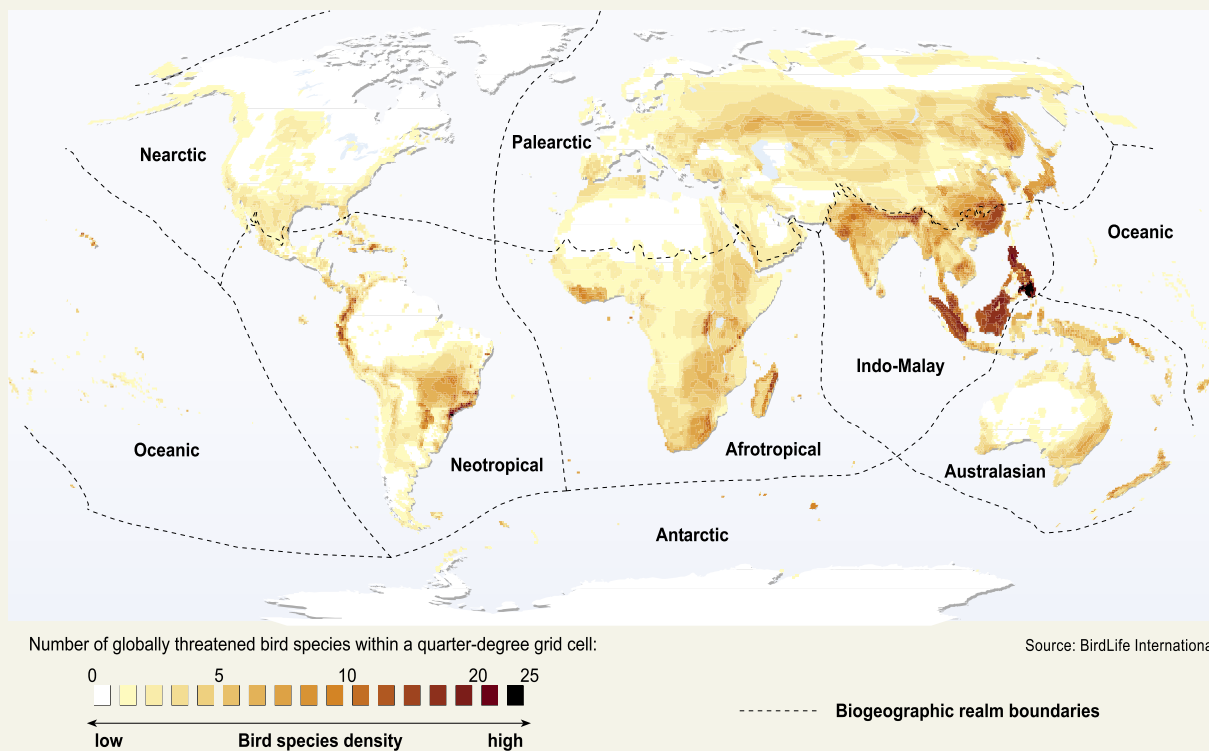 Nearctic
Palearctic
Oceanic
Indo-Malay
Oceanic
Neotropical
Afrotropical
Australasian
Antarctic
Number of globally threatened bird species within a quarter-degree grid cell:
Source: BirdLife Internationa
0 5 10 20 25
Biogeographic realm boundaries
low Bird species density high